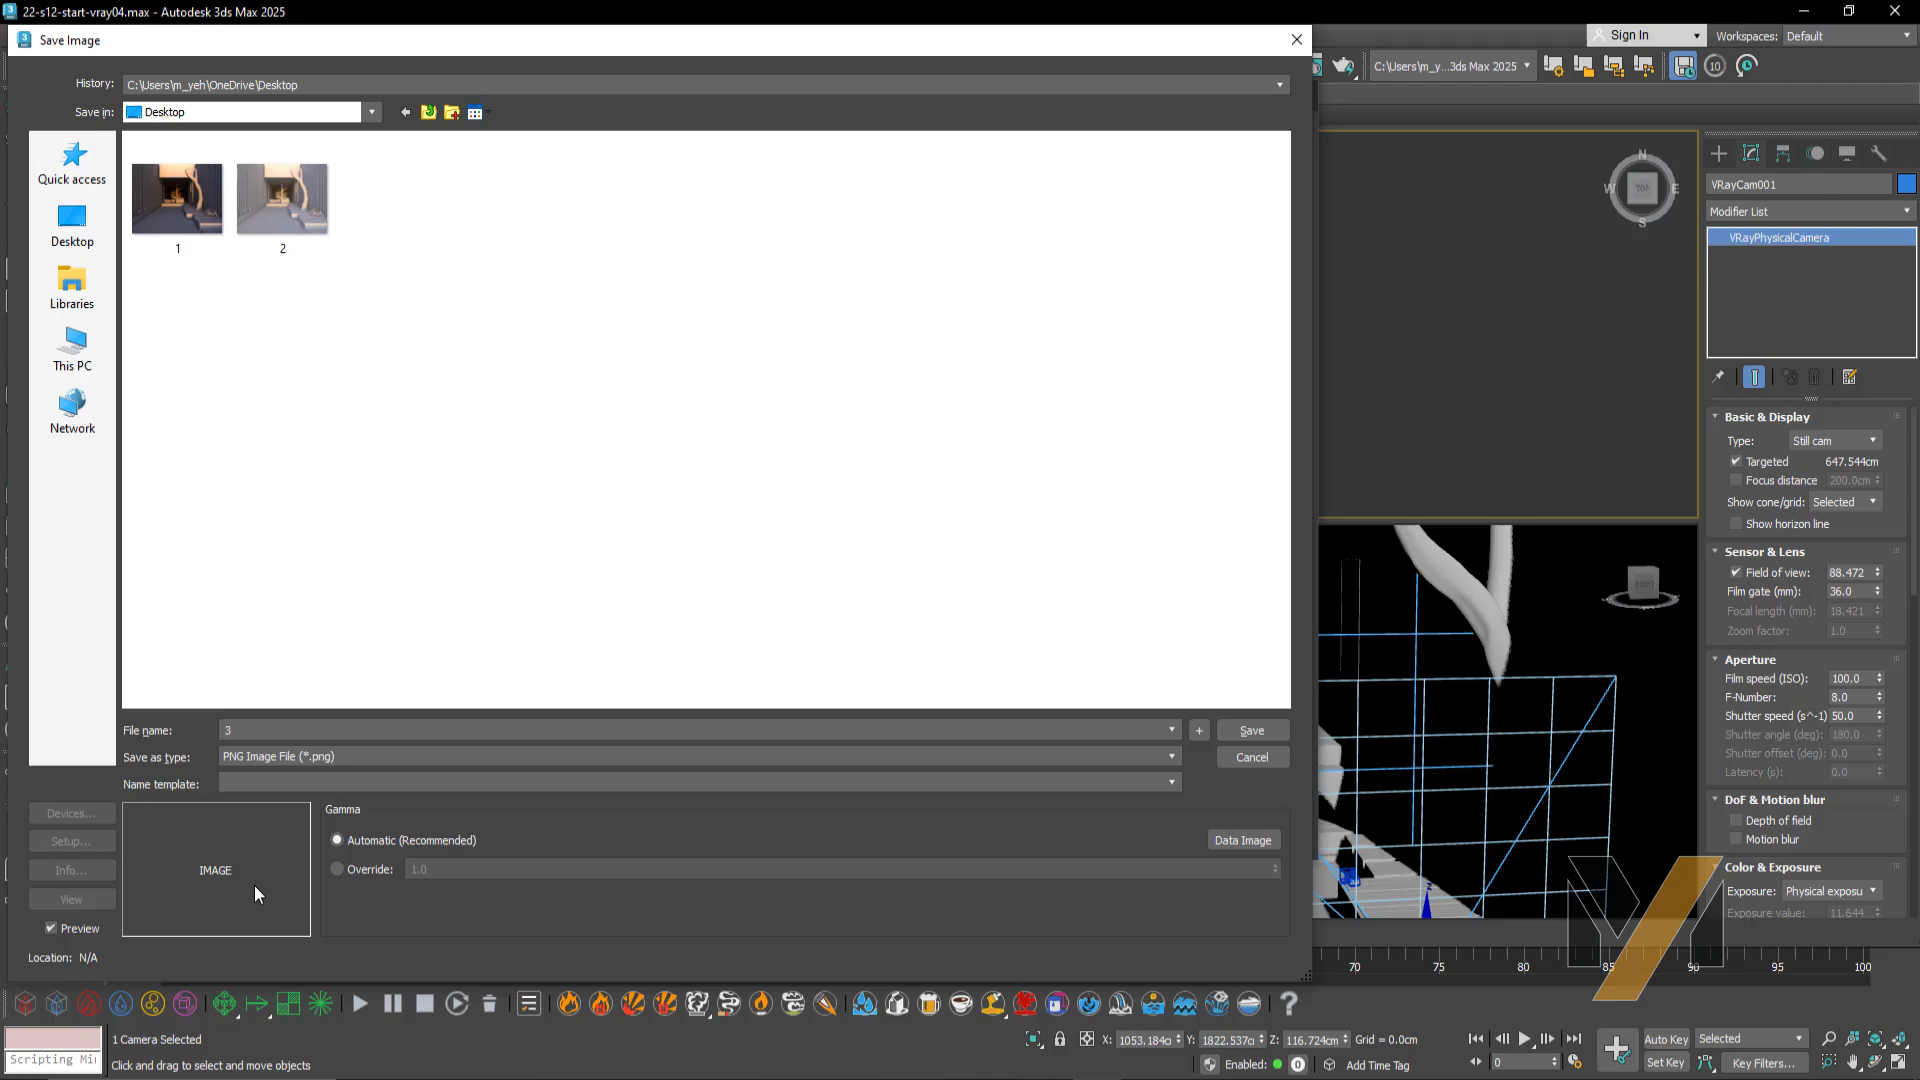 22-s12-start-vray04.max - Autodesk 3ds Max 2025
Save Image
Sign In
Workspaces: Default
History: C:\Users\m_yeh\OneDrive\Desktop
C:\Users\m_y...3ds Max 2025
10
Save in: Desktop
Quick access
Desktop
Libraries
This PC
Network
1
2
N
W TOP E
S
VRayCam001
Modifier List
VRayPhysicalCamera
Basic & Display
Type: Still cam
Targeted 647.544cm
Focus distance 200.0cm
Show cone/grid: Selected
Show horizon line
Sensor & Lens
Field of view: 88.472
Film gate (mm): 36.0
Focal length (mm): 18.421
Zoom factor: 1.0
RIGHT
Aperture
Film speed (ISO): 100.0
F-Number: 8.0
Shutter speed (s^-1) 50.0
Shutter angle (deg): 180.0
Shutter offset (deg): 0.0
Latency (s): 0.0
DoF & Motion blur
Depth of field
Motion blur
Color & Exposure
Exposure: Physical exposu
Exposure value: 11.644
File name: 3
+
Save
Save as type: PNG Image File (*.png)
Cancel
Name template:
Devices...
Setup...
Info...
View
Preview
Location: N/A
IMAGE
Gamma
Automatic (Recommended)
Data Image
Override: 1.0
70 75 80 85 90 95 100
Scripting Mi
1 Camera Selected
Click and drag to select and move objects
X: 1053.184c Y: 1822.537c Z: 116.724cm Grid = 0.0cm
Enabled: 0 Add Time Tag
0
Auto Key Selected
Set Key Key Filters...